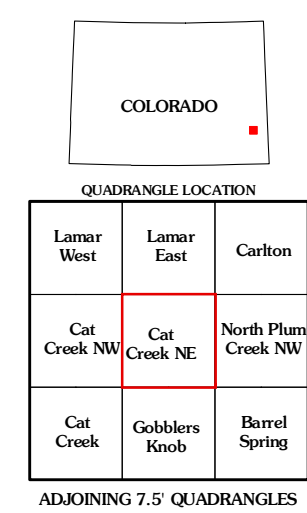 COLORADO
QUADRANGLE LOCATION
Lamar
West
Lamar
East
Carlton
Cat
Creek NW
Cat
Creek NE
North Plum
Creek NW
Cat
Creek
Gobblers
Knob
Barrel
Spring
ADJOINING 7.5' QUADRANGLES